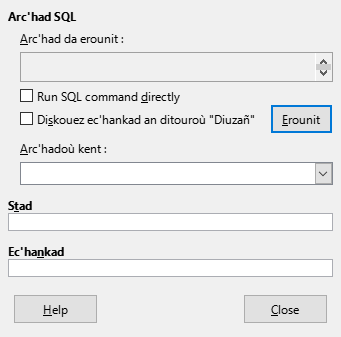 Arc'had SQL
Arc'had da erounit :
Run SQL command directly
Diskouez ec'hankad an ditouroù "Diuzañ"
Erounit
Arc'hadoù kent :
Stad
Ec'hankad
Help
Close